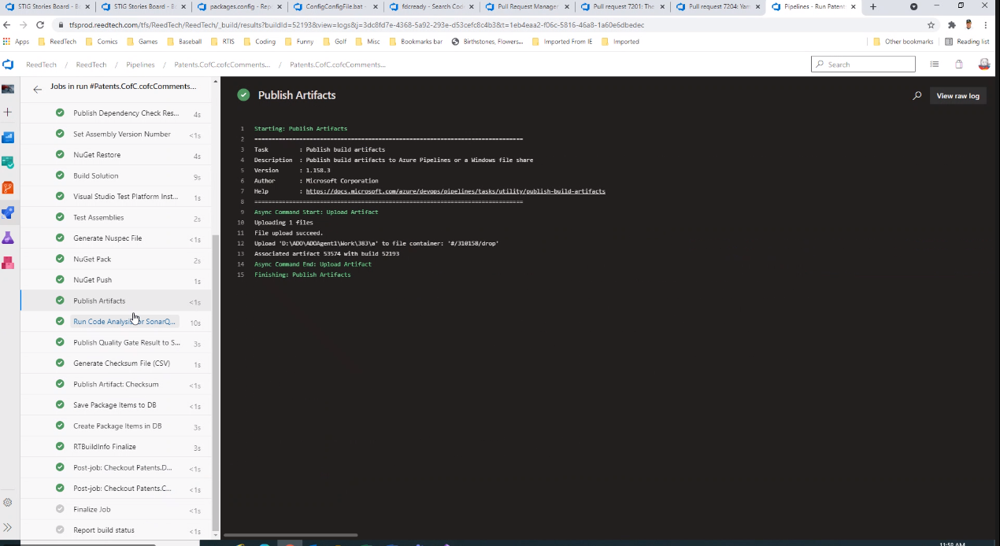 STIG Stories Board - B
STIG Stories Board - B
packages.config - Rep
ConfigConfigFile.bat -
fdcready - Search Cod
Pull Request Manager
Pull request 7201: The
Pull request 7204: Yam
Pipelines - Run Patent
tfsprod.reedtech.com/tfs/ReedTech/ReedTech/_build/results?buildId=52193&view=logs&j=3dc8fd7e-4368-5a92-293e-d53cefc8c4b3&t=1eb4eaa2-f06c-5816-46a8-1a60e6dbedec
Apps ReedTech Comics Games Baseball RTIS Coding Funny Golf Misc Bookmarks bar Birthstones, Flowers... Imported From IE Imported Other bookmarks Reading list
ReedTech / ReedTech / Pipelines / Patents.CofC.cofcComments... / Patents.CofC.cofcComments...
Search
Jobs in run #Patents.CofC.cofcComments...
Publish Dependency Check Res... 4s
Set Assembly Version Number <1s
NuGet Restore 4s
Build Solution 9s
Visual Studio Test Platform Inst... 1s
Test Assemblies 2s
Generate Nuspec File <1s
NuGet Pack 2s
NuGet Push 1s
Publish Artifacts <1s
Run Code Analysis or SonarQ... 10s
Publish Quality Gate Result to S... 3s
Generate Checksum File (CSV) 1s
Publish Artifact: Checksum <1s
Save Package Items to DB <1s
Create Package Items in DB 3s
RTBuildInfo Finalize 3s
Post-job: Checkout Patents.D... <1s
Post-job: Checkout Patents.C... <1s
Finalize Job <1s
Report build status <1s
Publish Artifacts
View raw log
1 Starting: Publish Artifacts
2 ==============================================================================
3 Task : Publish build artifacts
4 Description : Publish build artifacts to Azure Pipelines or a Windows file share
5 Version : 1.158.3
6 Author : Microsoft Corporation
7 Help : https://docs.microsoft.com/azure/devops/pipelines/tasks/utility/publish-build-artifacts
8 ==============================================================================
9 Async Command Start: Upload Artifact
10 Uploading 1 files
11 File upload succeed.
12 Upload 'D:\ADO\ADOAgent1\Work\383\a' to file container: '#/310158/drop'
13 Associated artifact 53574 with build 52193
14 Async Command End: Upload Artifact
15 Finishing: Publish Artifacts
11:58 AM